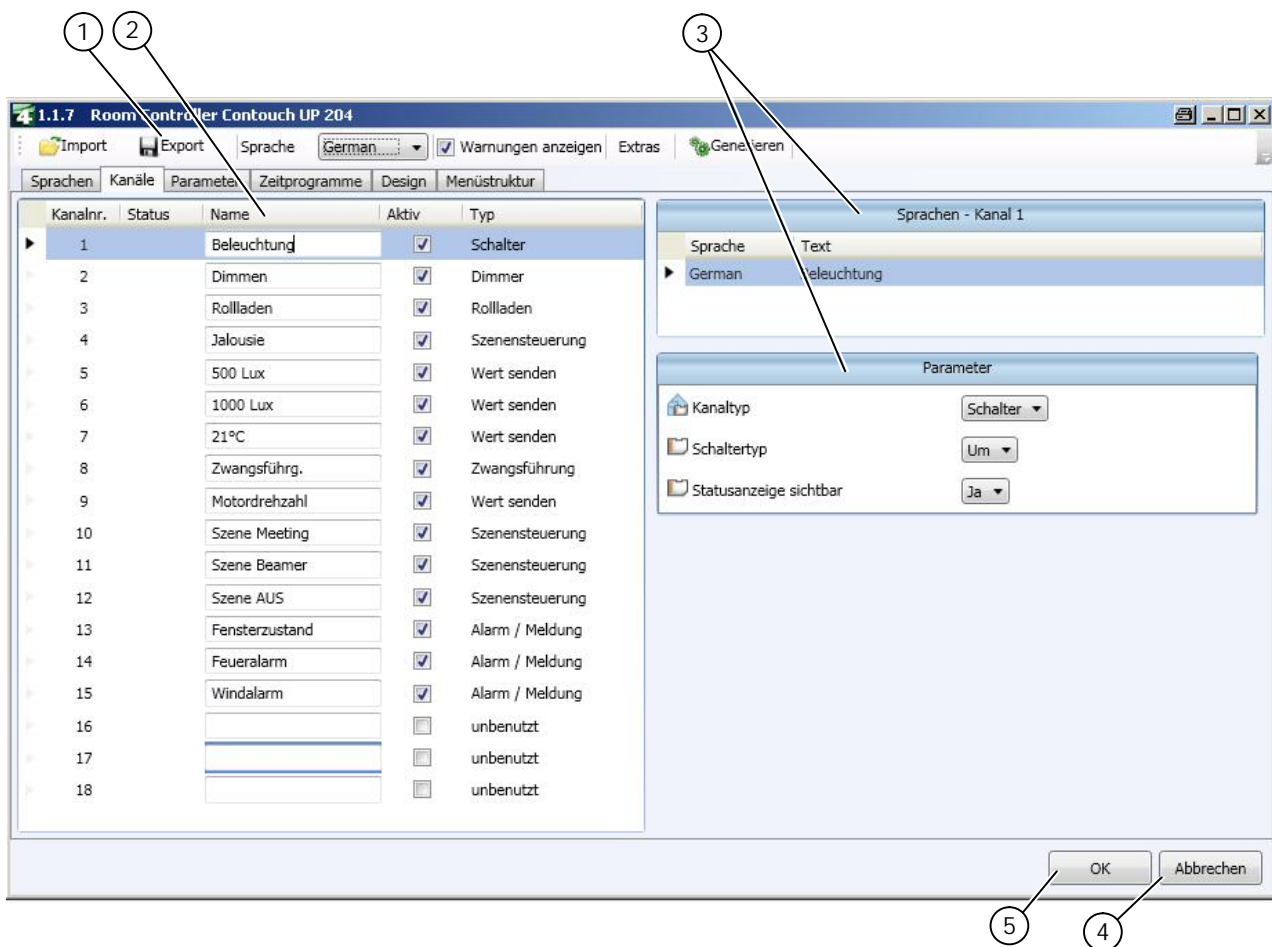 1 2 3
1.1.7 Room Controller Contouch UP 204
Import Export Sprache German Warnungen anzeigen Extras Generieren
Sprachen Kanäle Parameter Zeitprogramme Design Menüstruktur
Kanalnr. Status Name Aktiv Typ
1 Beleuchtung Schalter
2 Dimmen Dimmer
3 Rollladen Rollladen
4 Jalousie Szenensteuerung
5 500 Lux Wert senden
6 1000 Lux Wert senden
7 21°C Wert senden
8 Zwangsführg. Zwangsführung
9 Motordrehzahl Wert senden
10 Szene Meeting Szenensteuerung
11 Szene Beamer Szenensteuerung
12 Szene AUS Szenensteuerung
13 Fensterzustand Alarm / Meldung
14 Feueralarm Alarm / Meldung
15 Windalarm Alarm / Meldung
16 unbenutzt
17 unbenutzt
18 unbenutzt
Sprachen - Kanal 1
Sprache Text
German Beleuchtung
Parameter
Kanaltyp Schalter
Schaltertyp Um
Statusanzeige sichtbar Ja
OK Abbrechen
5 4